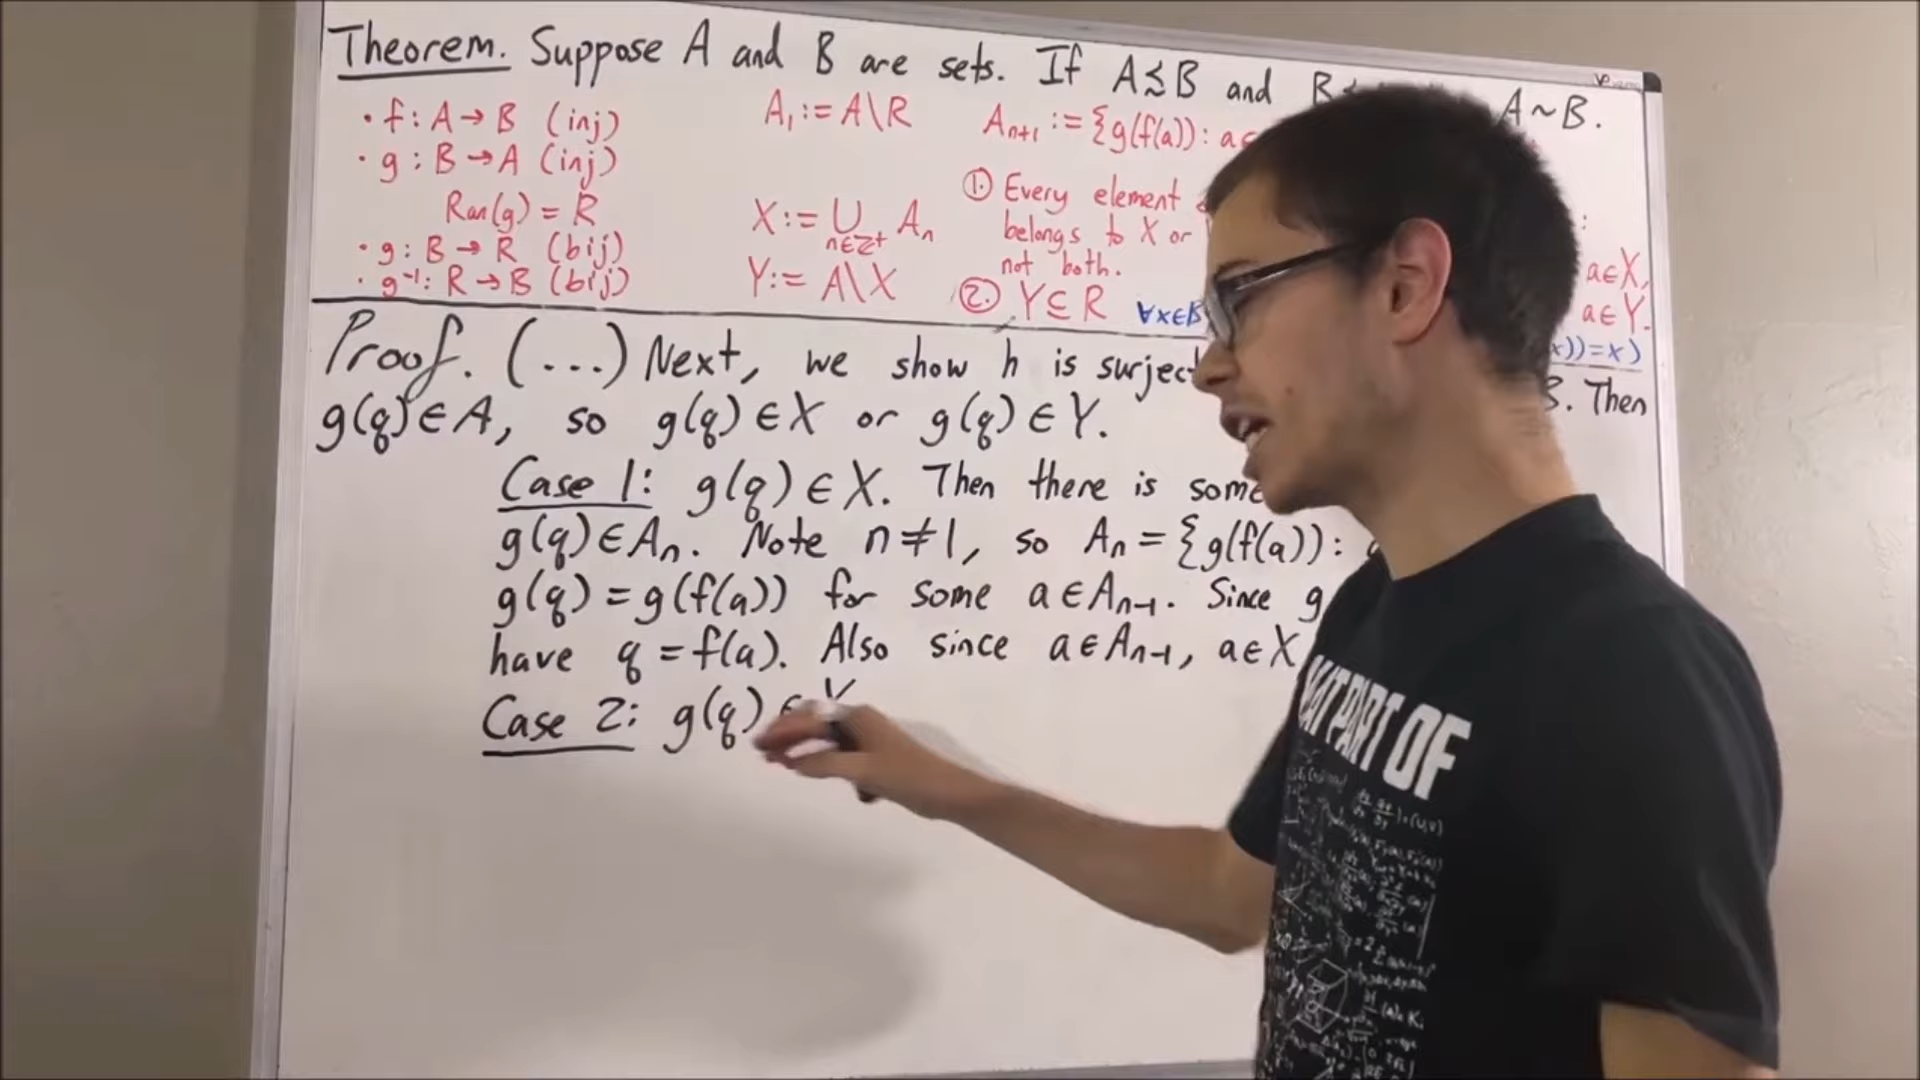 Theorem. Suppose A and B are sets. If A≲B and B A~B.
· f: A→B (inj)
· g: B→A (inj)
Ran(g) = R
· g: B→R (bij)
· g⁻¹: R→B (bij)
A₁ := A\R
X := ⋃ₙ∈ℤ⁺ Aₙ
Y := A\X
Aₙ₊₁ := {g(f(a)): a∈
① Every element
belongs to X or
not both.
② Y⊆R
:
a∈X,
a∈Y.
∀x∈B
x))=x)
Proof. (...) Next, we show h is surject B. Then
g(q)∈A, so g(q)∈X or g(q)∈Y.
Case 1: g(q)∈X. Then there is some
g(q)∈Aₙ. Note n≠1, so Aₙ = {g(f(a)):
g(q) = g(f(a)) for some a∈Aₙ₋₁. Since g
have q = f(a). Also since a∈Aₙ₋₁, a∈X
Case 2: g(q)∈Y
WHAT PART OF